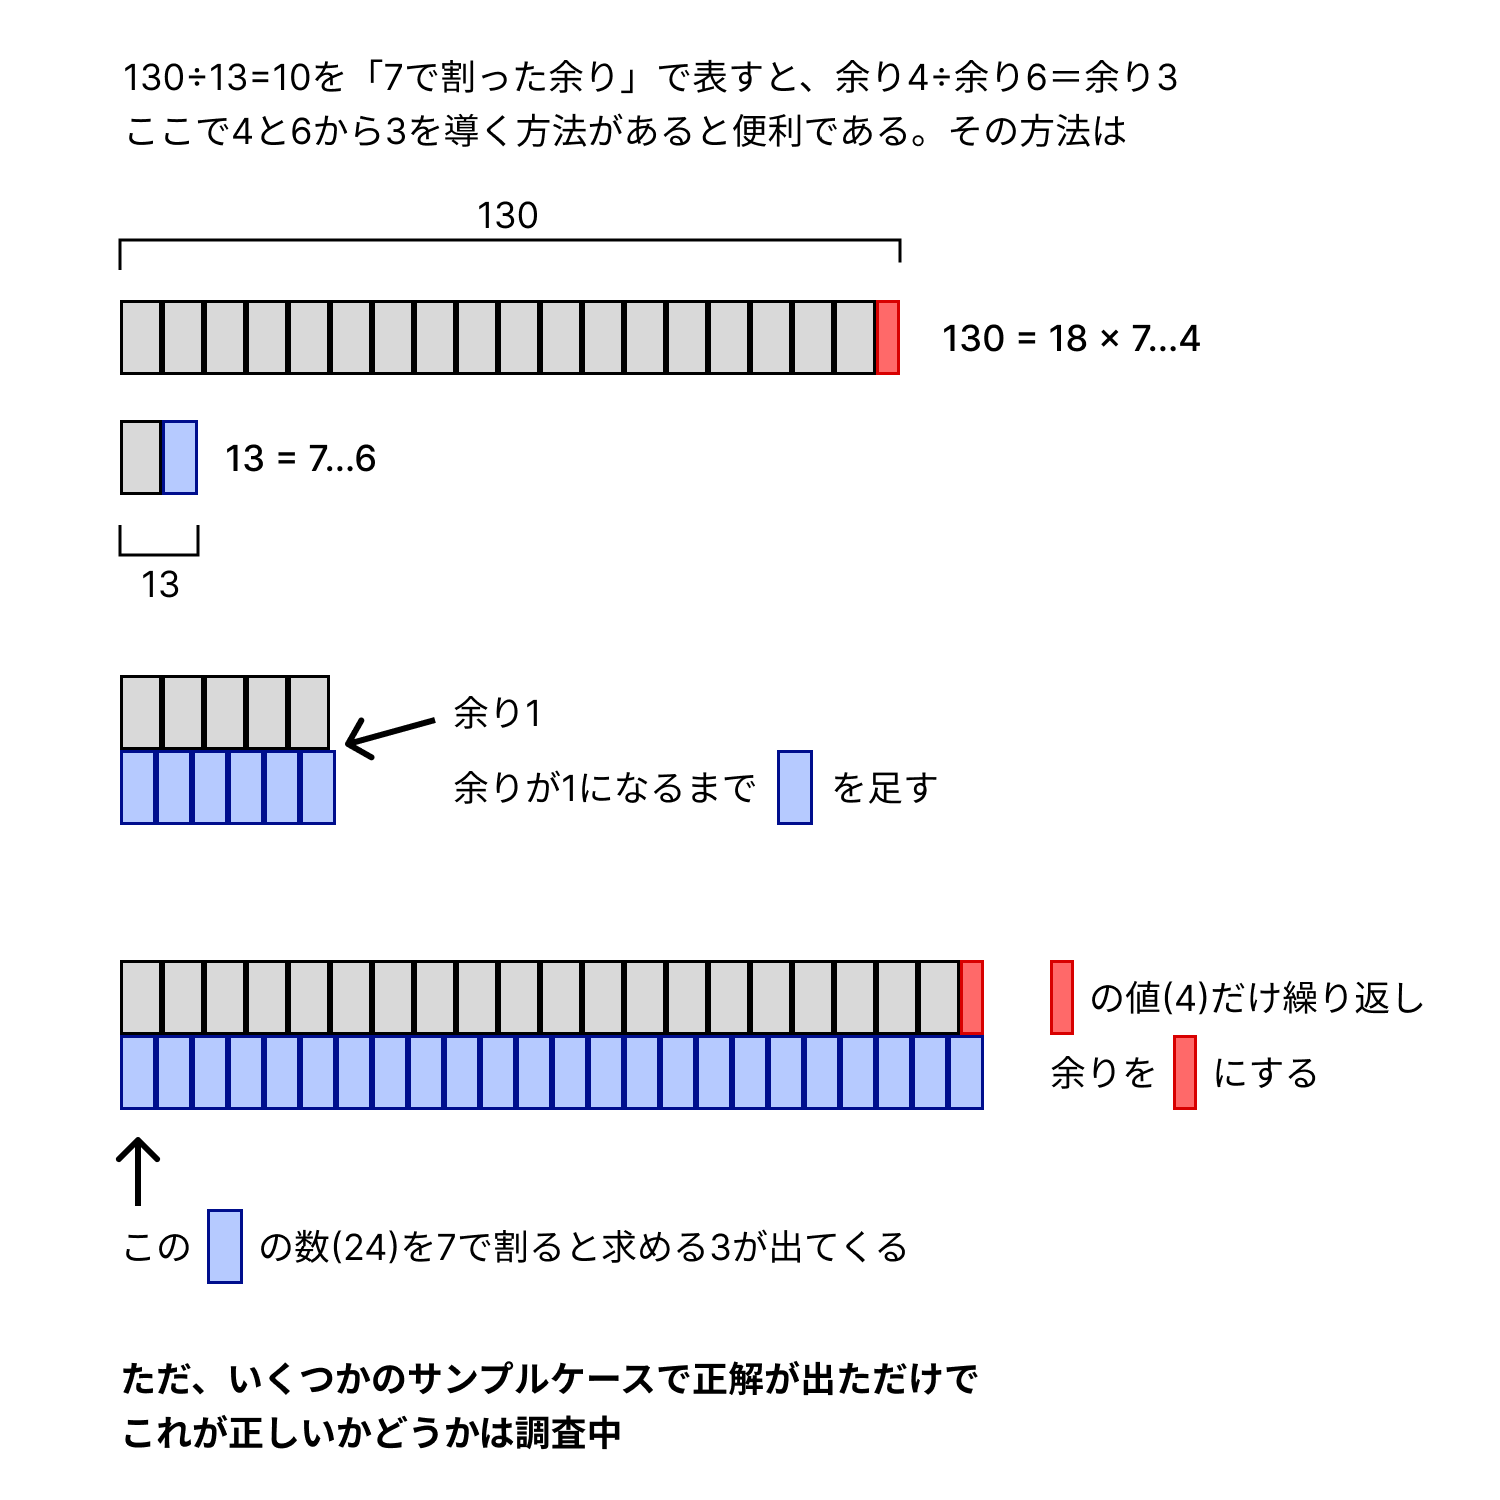 130÷13=10を「7で割った余り」で表すと、余り4÷余り6＝余り3
ここで4と6から3を導く方法があると便利である。その方法は
130
130 = 18 × 7...4
13 = 7...6
13
余り1
余りが1になるまで を足す
の値(4)だけ繰り返し
余りを にする
この の数(24)を7で割ると求める3が出てくる
ただ、いくつかのサンプルケースで正解が出ただけで
これが正しいかどうかは調査中